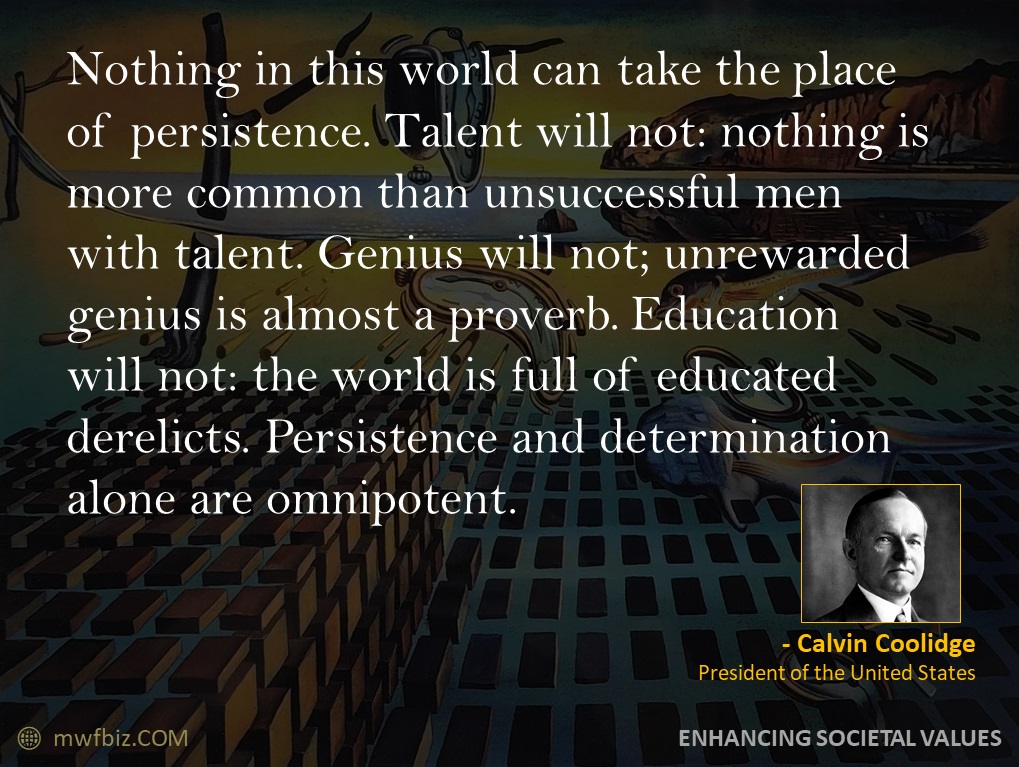 Nothing in this world can take the place
of persistence. Talent will not: nothing is
more common than unsuccessful men
with talent. Genius will not; unrewarded
genius is almost a proverb. Education
will not: the world is full of educated
derelicts. Persistence and determination
alone are omnipotent.
- Calvin Coolidge
President of the United States
mwfbiz.COM
ENHANCING SOCIETAL VALUES